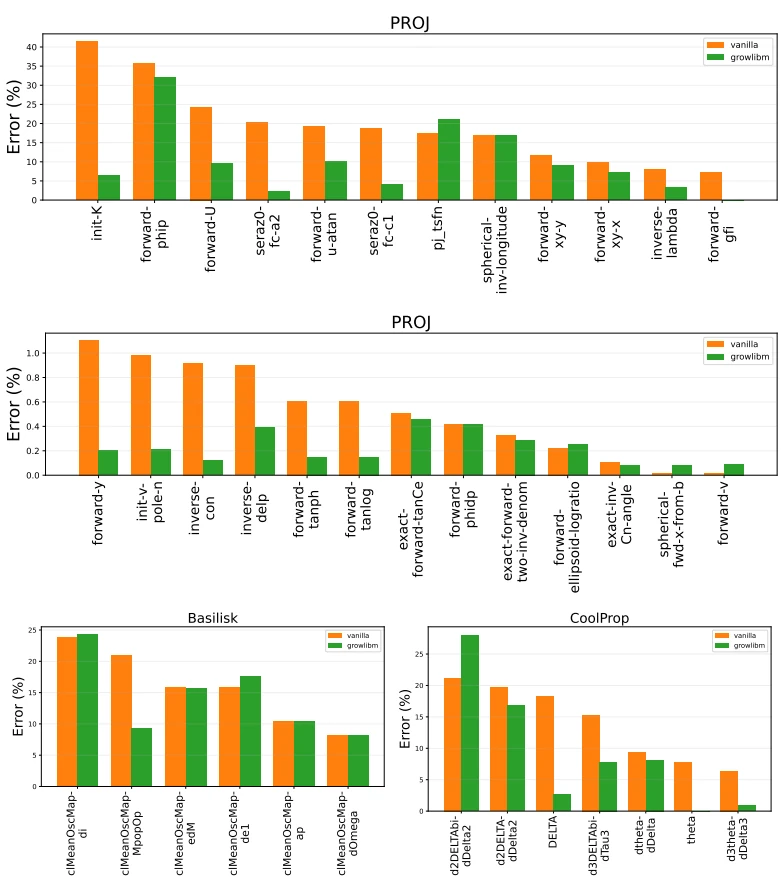 PROJ
Error (%)
40
35
30
25
20
15
10
5
0
vanilla
growlibm
init-K
forward-
phip
forward-U
seraz0-
fc-a2
forward-
u-atan
seraz0-
fc-c1
pj_tsfn
spherical-
inv-longitude
forward-
xy-y
forward-
xy-x
inverse-
lambda
forward-
gfi
PROJ
Error (%)
1.0
0.8
0.6
0.4
0.2
0.0
vanilla
growlibm
forward-y
init-v-
pole-n
inverse-
con
inverse-
delp
forward-
tanph
forward-
tanlog
exact-
forward-tanCe
forward-
phidp
exact-forward-
two-inv-denom
forward-
ellipsoid-logratio
exact-inv-
Cn-angle
spherical-
fwd-x-from-b
forward-v
Basilisk
Error (%)
25
20
15
10
5
0
vanilla
growlibm
clMeanOscMap-
di
clMeanOscMap-
MpopOp
clMeanOscMap-
edM
clMeanOscMap-
de1
clMeanOscMap-
ap
clMeanOscMap-
dOmega
CoolProp
Error (%)
25
20
15
10
5
0
vanilla
growlibm
d2DELTAbi-
dDelta2
d2DELTA-
dDelta2
DELTA
d3DELTAbi-
dTau3
dtheta-
dDelta
theta
d3theta-
dDelta3